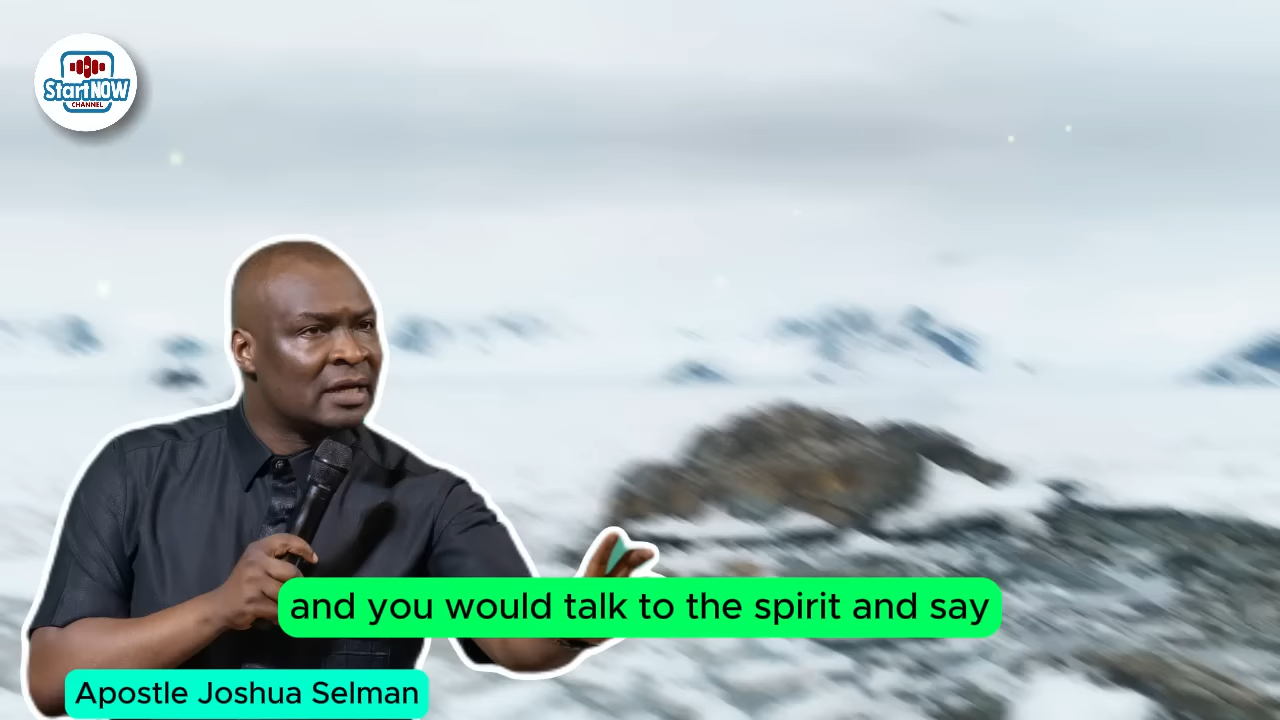 StartNOW
CHANNEL
and you would talk to the spirit and say
Apostle Joshua Selman